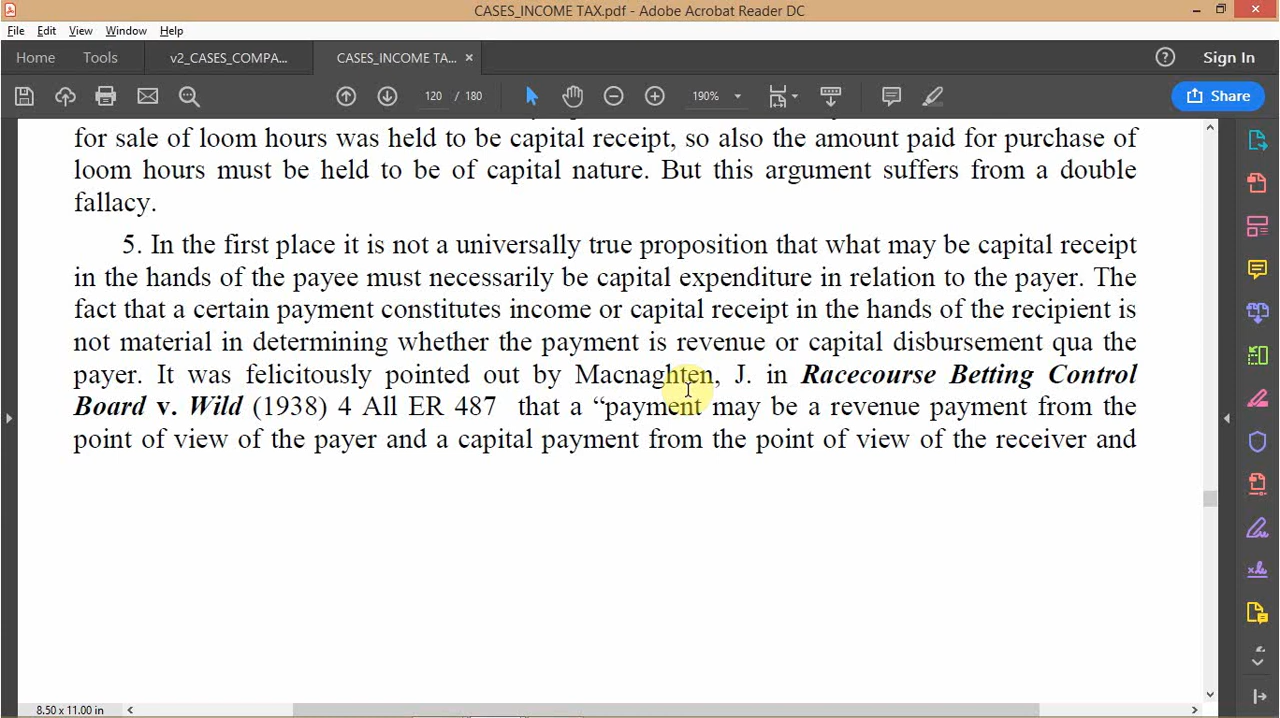 CASES_INCOME TAX.pdf - Adobe Acrobat Reader DC
File Edit View Window Help
Home Tools v2_CASES_COMPA... CASES_INCOME TA... × Sign In
120 / 180 190% Share
for sale of loom hours was held to be capital receipt, so also the amount paid for purchase of
loom hours must be held to be of capital nature. But this argument suffers from a double
fallacy.
5. In the first place it is not a universally true proposition that what may be capital receipt
in the hands of the payee must necessarily be capital expenditure in relation to the payer. The
fact that a certain payment constitutes income or capital receipt in the hands of the recipient is
not material in determining whether the payment is revenue or capital disbursement qua the
payer. It was felicitously pointed out by Macnaghten, J. in Racecourse Betting Control
Board v. Wild (1938) 4 All ER 487 that a “payment may be a revenue payment from the
point of view of the payer and a capital payment from the point of view of the receiver and
8.50 x 11.00 in